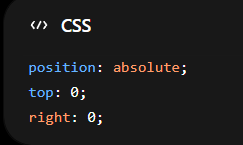 </> CSS
position: absolute;
top: 0;
right: 0;